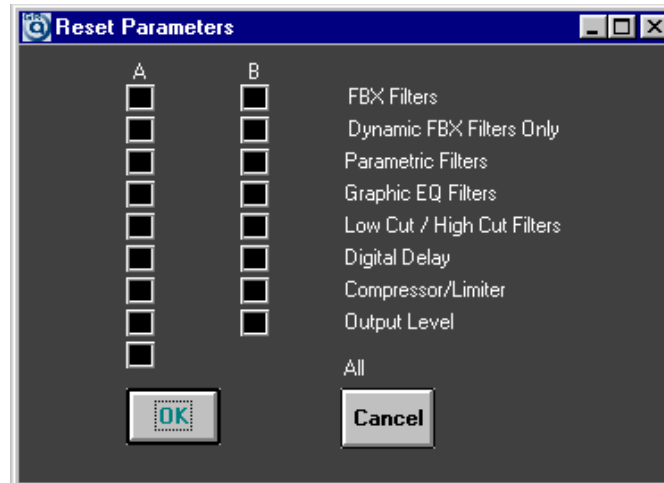 Reset Parameters
A B
FBX Filters
Dynamic FBX Filters Only
Parametric Filters
Graphic EQ Filters
Low Cut / High Cut Filters
Digital Delay
Compressor/Limiter
Output Level
All
OK Cancel